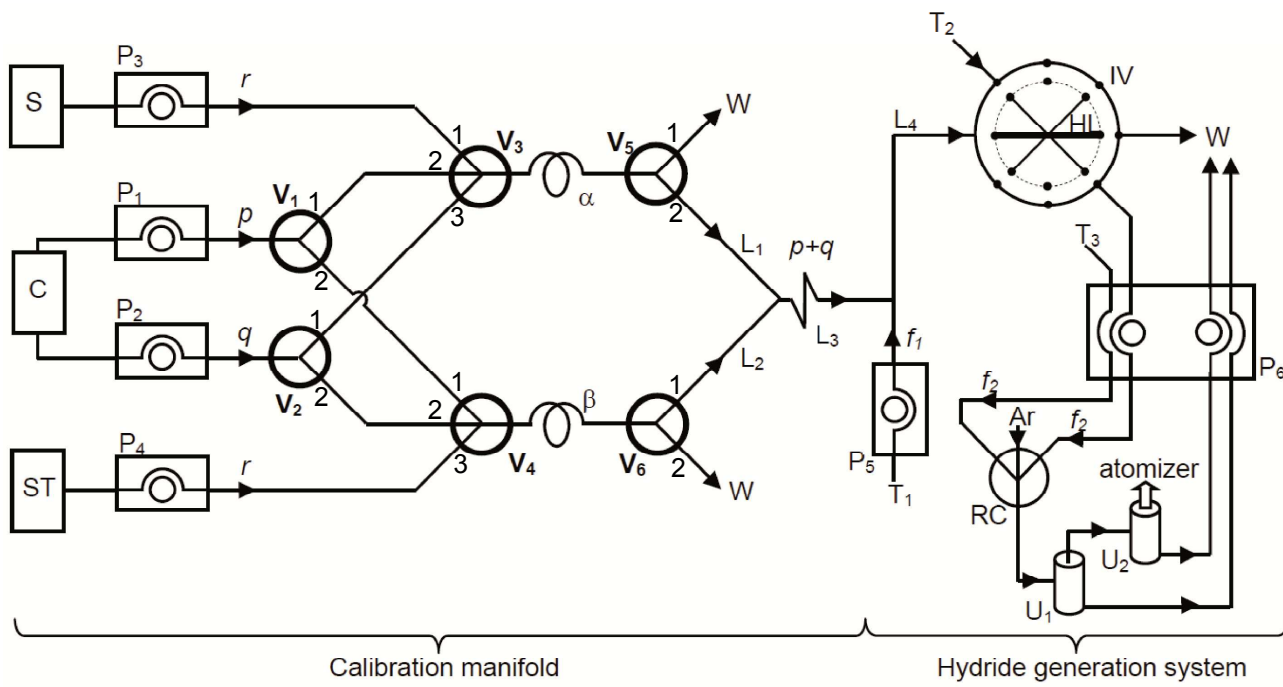 T₂
P₃
IV
S
r
1
V₃
V₅
1
W
L₄
HL
W
2
P₁
V₁
1
3
α
2
p
L₁
p+q
T₃
C
2
P₂
1
q
L₃
f₁
L₂
P₆
V₂
2
1
β
1
f₂
Ar
f₂
2
P₄
3
V₄
V₆
2
P₅
ST
r
W
T₁
RC
atomizer
U₂
U₁
Calibration manifold
Hydride generation system